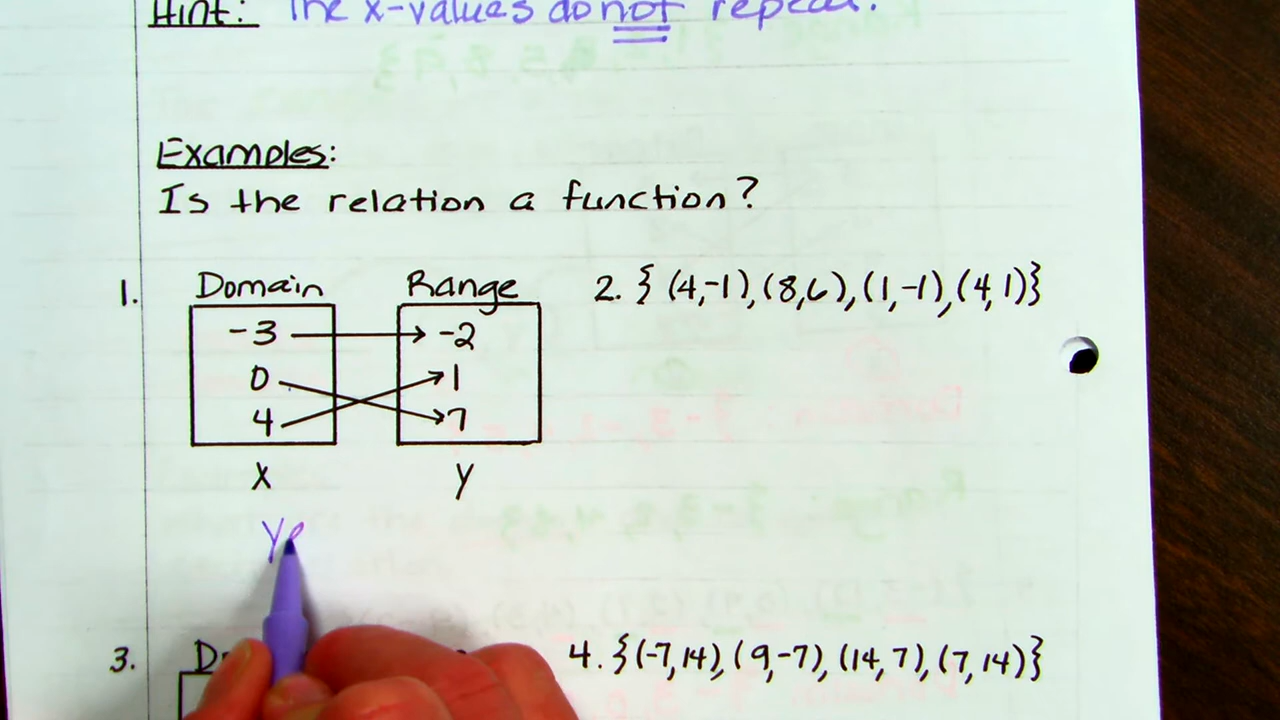 Hint: The x-values do not repeat.
Examples:
Is the relation a function?
1. Domain Range
-3 -2
0 1
4 7
x y
Ye
2. { (4,-1), (8,6), (1,-1), (4,1)}
3.
4. {(-7,14), (9,-7), (14,7), (7,14)}